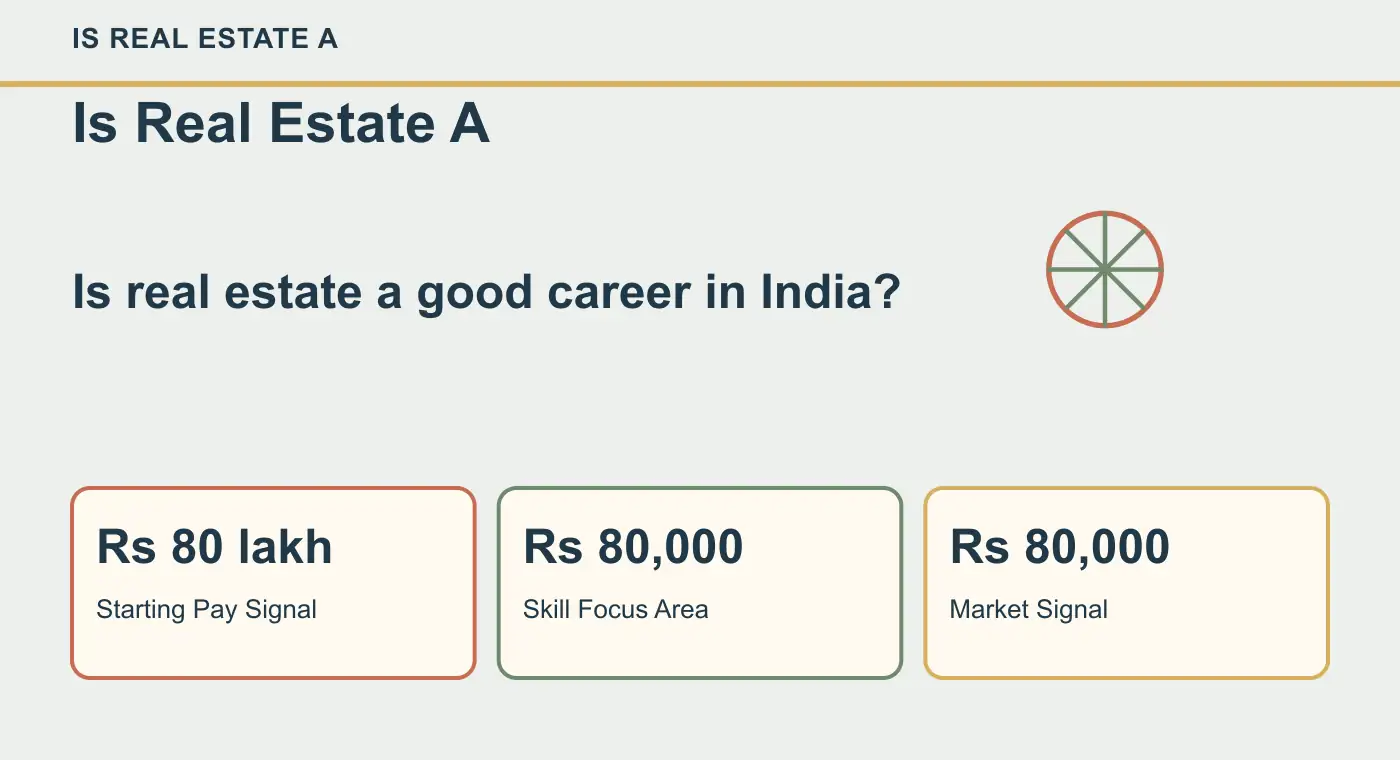 IS REAL ESTATE A
Is Real Estate A
Is real estate a good career in India?
Rs 80 lakh
Starting Pay Signal
Rs 80,000
Skill Focus Area
Rs 80,000
Market Signal